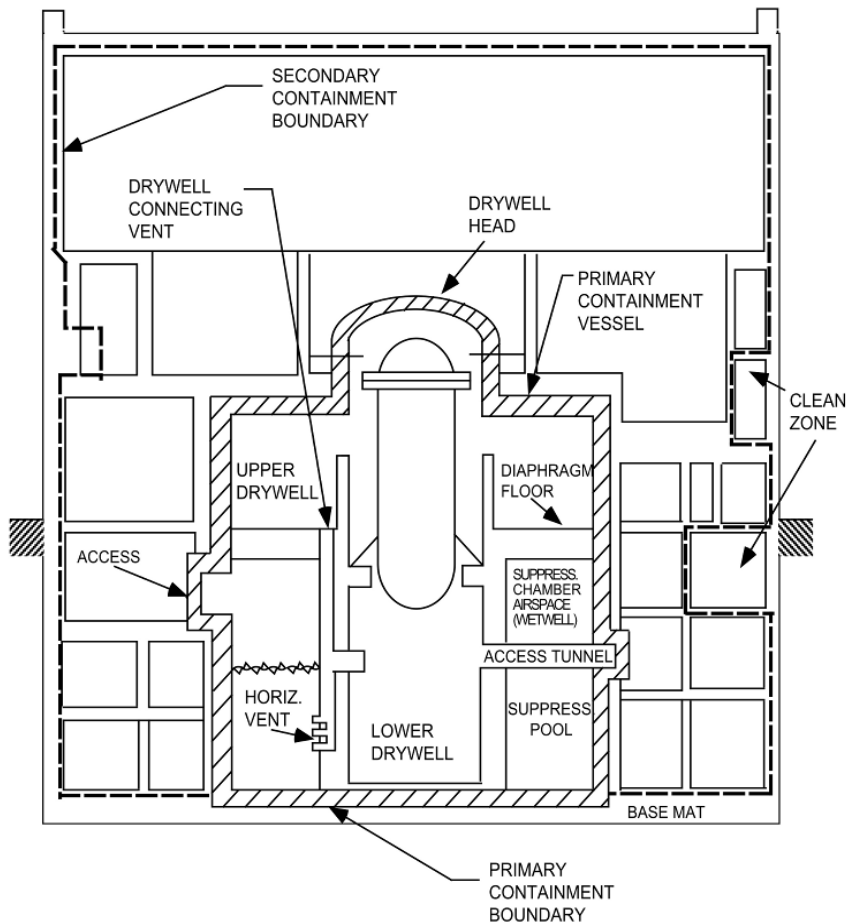 SECONDARY
CONTAINMENT
BOUNDARY
DRYWELL
CONNECTING
VENT
DRYWELL
HEAD
PRIMARY
CONTAINMENT
VESSEL
CLEAN
ZONE
UPPER
DRYWELL
DIAPHRAGM
FLOOR
ACCESS
SUPPRESS.
CHAMBER
AIRSPACE
(WETWELL)
ACCESS TUNNEL
HORIZ.
VENT
LOWER
DRYWELL
SUPPRESS
POOL
BASE MAT
PRIMARY
CONTAINMENT
BOUNDARY